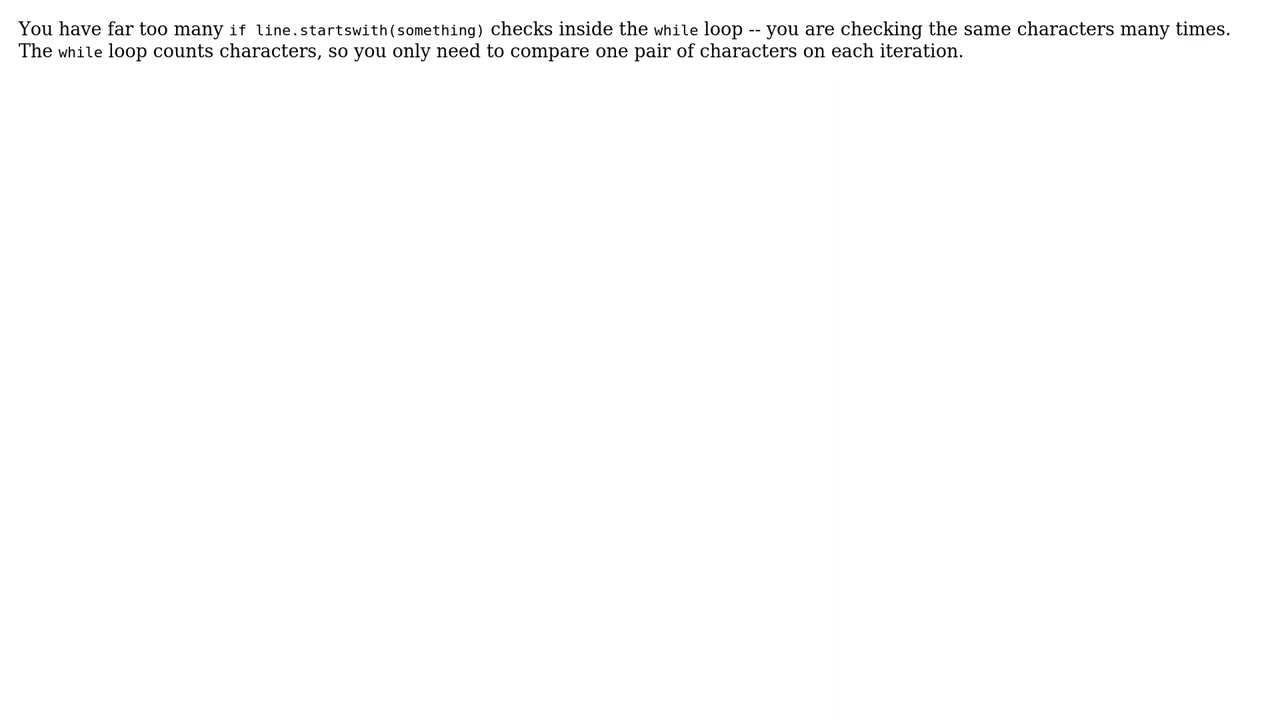 You have far too many if line.startswith(something) checks inside the while loop -- you are checking the same characters many times.
The while loop counts characters, so you only need to compare one pair of characters on each iteration.